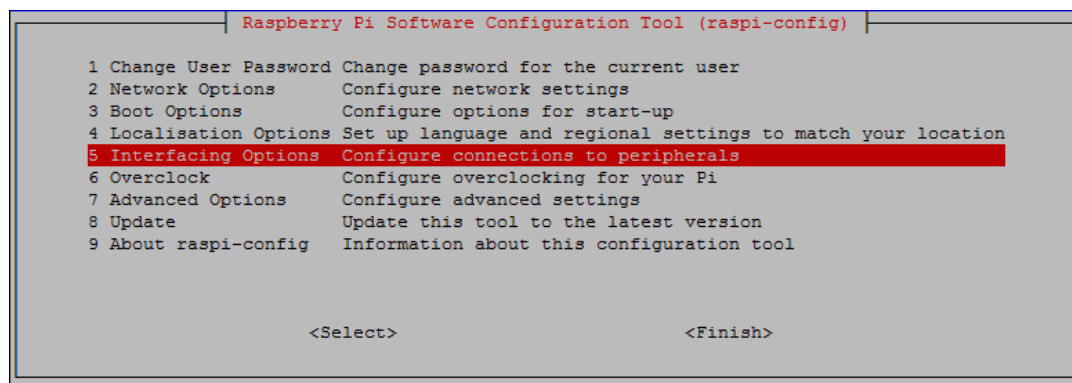 Raspberry Pi Software Configuration Tool (raspi-config)
1 Change User Password Change password for the current user
2 Network Options Configure network settings
3 Boot Options Configure options for start-up
4 Localisation Options Set up language and regional settings to match your location
5 Interfacing Options Configure connections to peripherals
6 Overclock Configure overclocking for your Pi
7 Advanced Options Configure advanced settings
8 Update Update this tool to the latest version
9 About raspi-config Information about this configuration tool
<Select> <Finish>